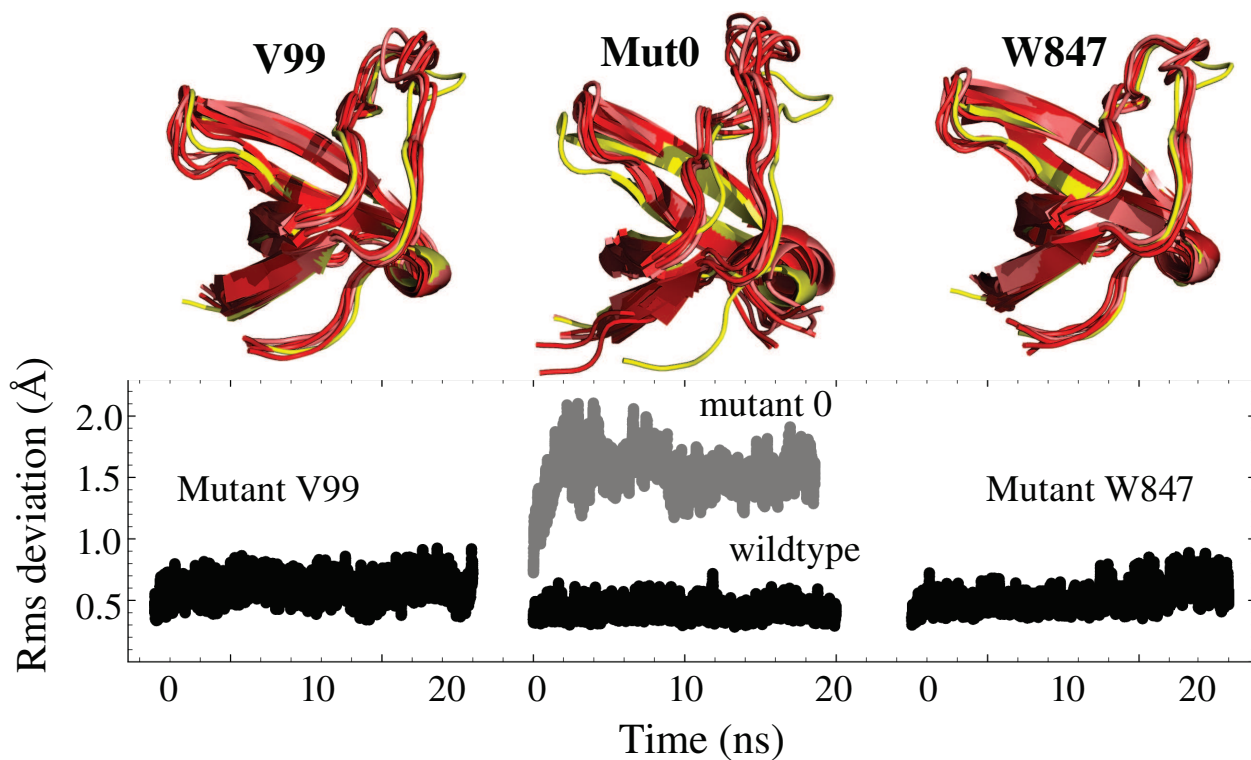 V99 Mut0 W847
Rms deviation (Å)
2.0
1.5
1.0
0.5
mutant 0
Mutant V99
Mutant W847
wildtype
0 10 20 0 10 20 0 10 20
Time (ns)